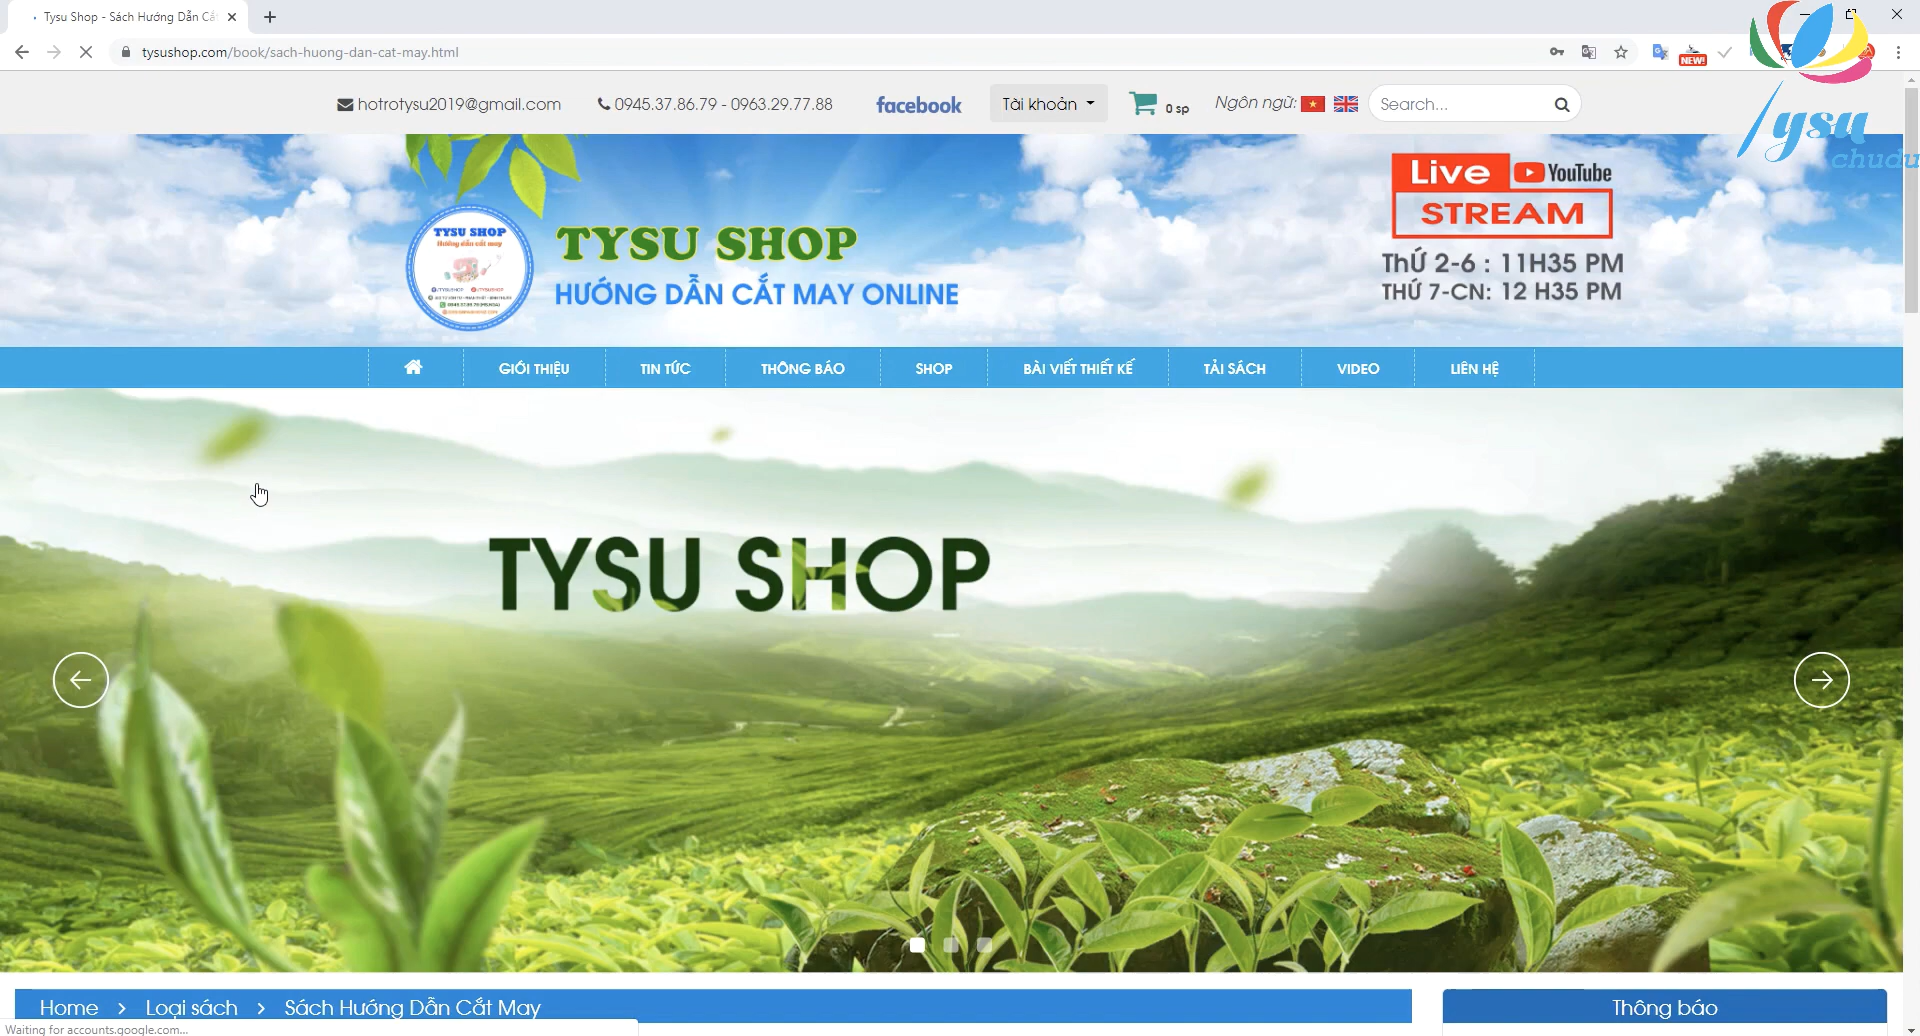 Tysu Shop - Sách Hướng Dẫn Cắt
tysushop.com/book/sach-huong-dan-cat-may.html
NEW!
hotrotysu2019@gmail.com
0945.37.86.79 - 0963.29.77.88
facebook
Tài khoản
0 sp
Ngôn ngữ:
Search...
Tysu
chudu
TYSU SHOP
Hướng dẫn cắt may
TYSU SHOP
HƯỚNG DẪN CẮT MAY ONLINE
Live YouTube
STREAM
THỨ 2-6 : 11H35 PM
THỨ 7-CN: 12 H35 PM
GIỚI THIỆU
TIN TỨC
THÔNG BÁO
SHOP
BÀI VIẾT THIẾT KẾ
TẢI SÁCH
VIDEO
LIÊN HỆ
TYSU SHOP
Home > Loại sách > Sách Hướng Dẫn Cắt May
Thông báo
Waiting for accounts.google.com...